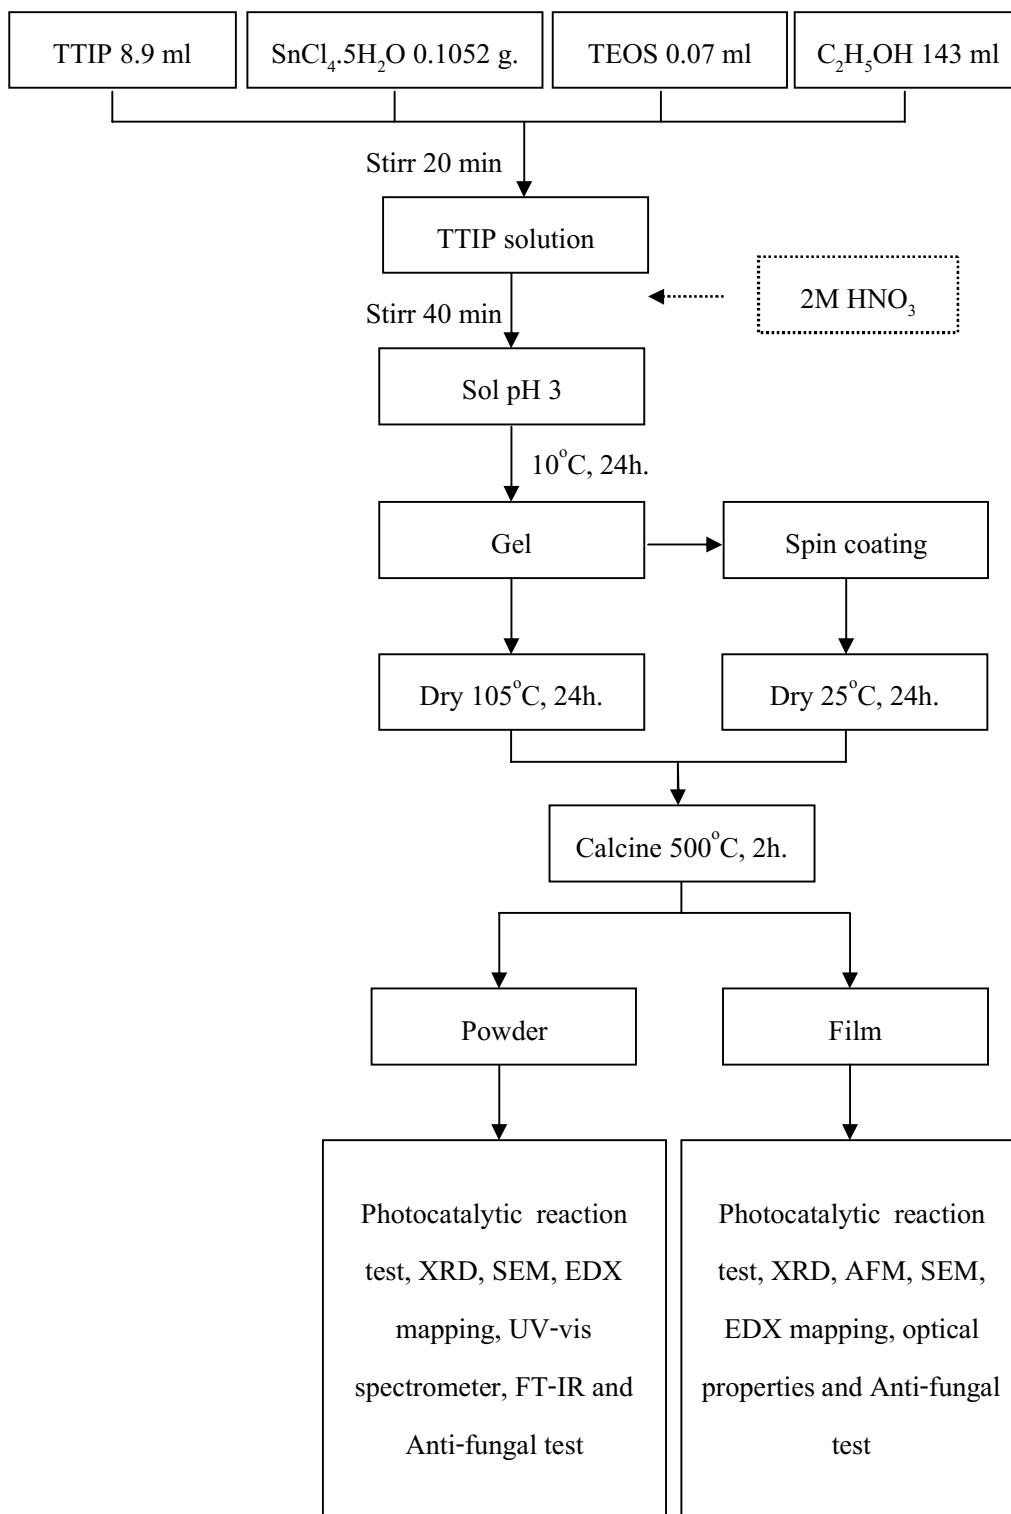 TTIP 8.9 ml
SnCl₄.5H₂O 0.1052 g.
TEOS 0.07 ml
C₂H₅OH 143 ml
Stirr 20 min
TTIP solution
2M HNO₃
Stirr 40 min
Sol pH 3
10°C, 24h.
Gel
Spin coating
Dry 105°C, 24h.
Dry 25°C, 24h.
Calcine 500°C, 2h.
Powder
Film
Photocatalytic reaction
test, XRD, SEM, EDX
mapping, UV-vis
spectrometer, FT-IR and
Anti-fungal test
Photocatalytic reaction
test, XRD, AFM, SEM,
EDX mapping, optical
properties and Anti-fungal
test